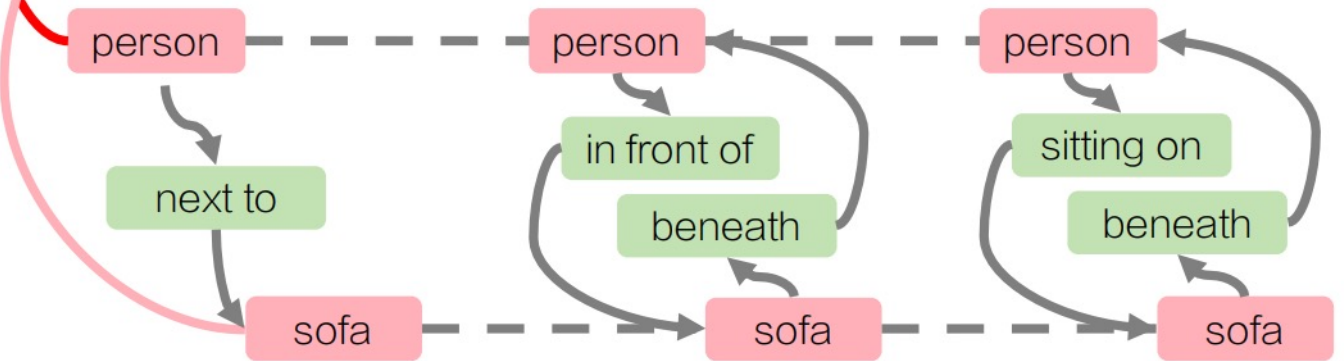 person
person
person
in front of
sitting on
next to
beneath
beneath
sofa
sofa
sofa